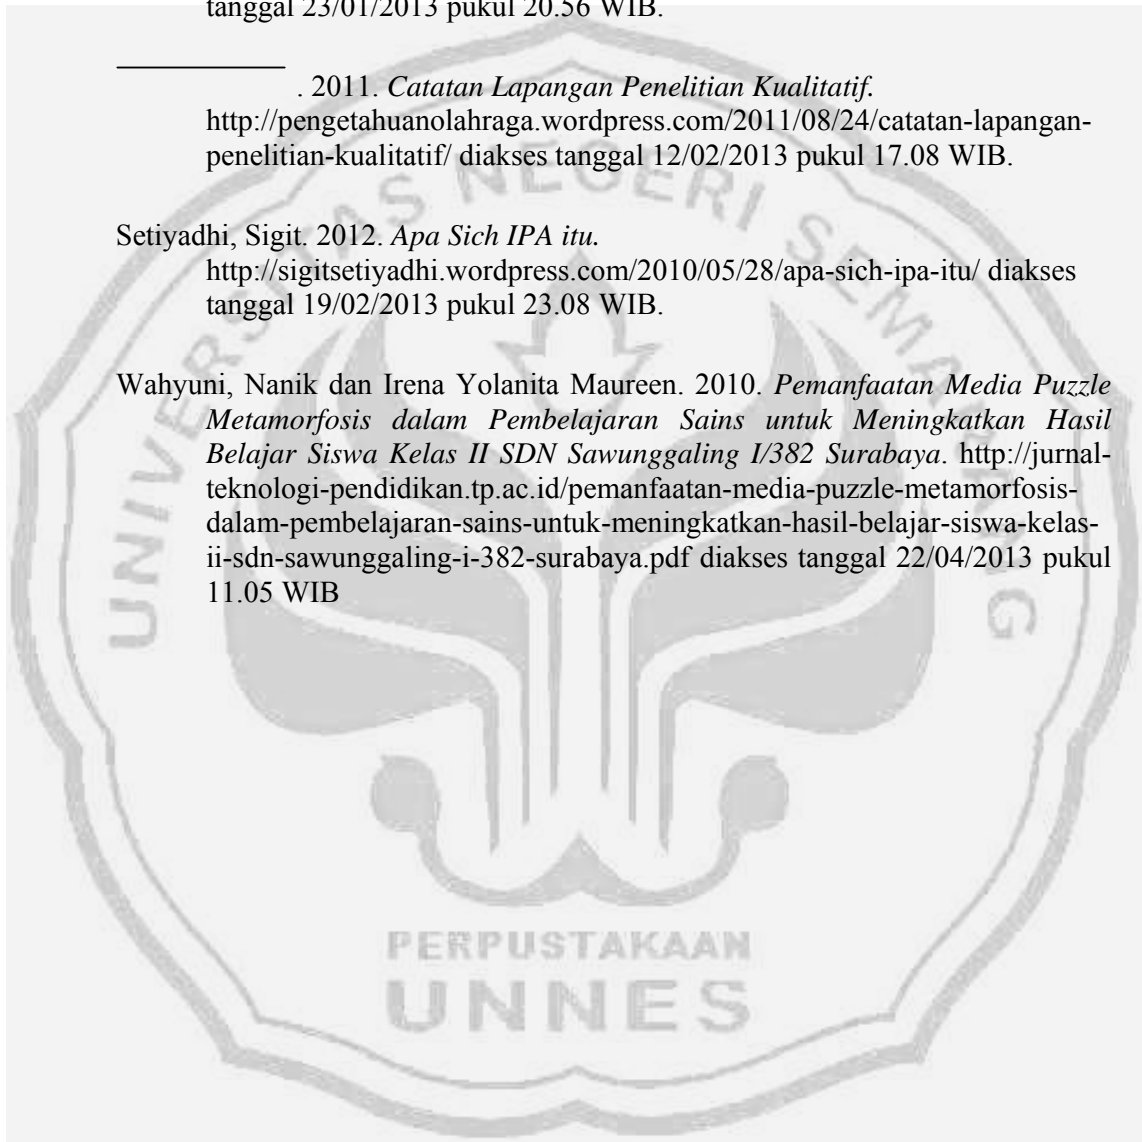 tanggal 23/01/2013 pukul 20.56 WIB.
. 2011. Catatan Lapangan Penelitian Kualitatif.
http://pengetahuanolahraga.wordpress.com/2011/08/24/catatan-lapangan-
penelitian-kualitatif/ diakses tanggal 12/02/2013 pukul 17.08 WIB.
Setiyadhi, Sigit. 2012. Apa Sich IPA itu.
http://sigitsetiyadhi.wordpress.com/2010/05/28/apa-sich-ipa-itu/ diakses
tanggal 19/02/2013 pukul 23.08 WIB.
Wahyuni, Nanik dan Irena Yolanita Maureen. 2010. Pemanfaatan Media Puzzle
Metamorfosis dalam Pembelajaran Sains untuk Meningkatkan Hasil
Belajar Siswa Kelas II SDN Sawunggaling I/382 Surabaya. http://jurnal-
teknologi-pendidikan.tp.ac.id/pemanfaatan-media-puzzle-metamorfosis-
dalam-pembelajaran-sains-untuk-meningkatkan-hasil-belajar-siswa-kelas-
ii-sdn-sawunggaling-i-382-surabaya.pdf diakses tanggal 22/04/2013 pukul
11.05 WIB
UNIVERSITAS NEGERI SEMARANG
PERPUSTAKAAN
UNNES